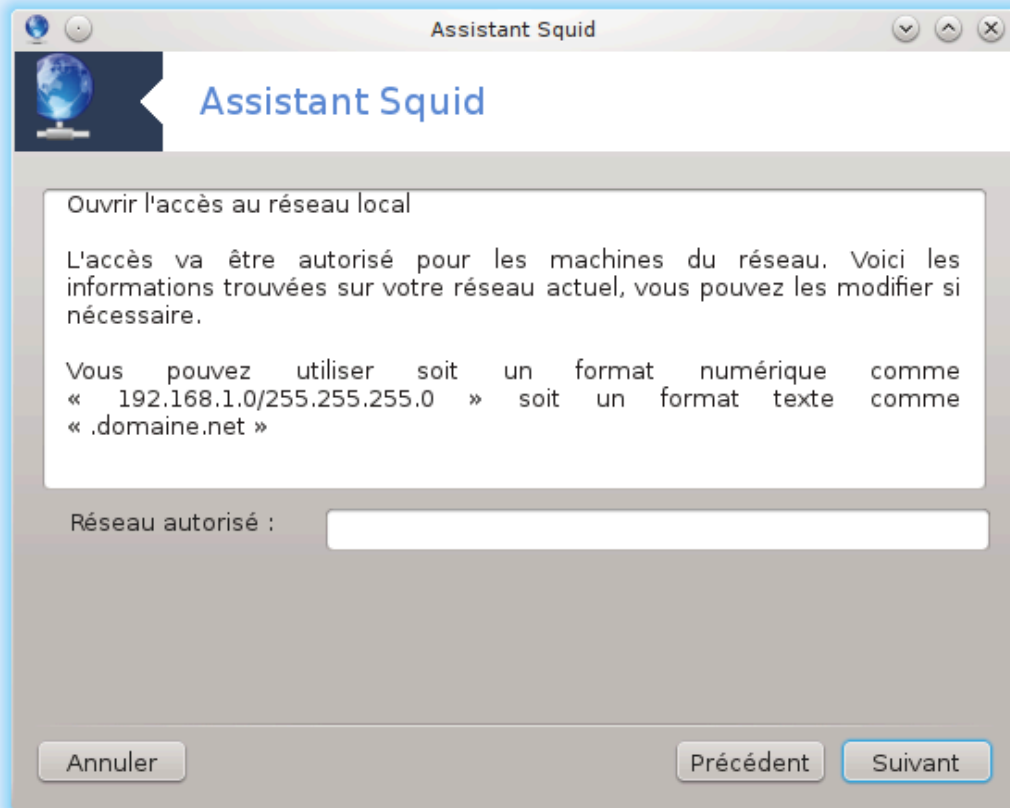 Assistant Squid
Assistant Squid
Ouvrir l'accès au réseau local
L'accès va être autorisé pour les machines du réseau. Voici les
informations trouvées sur votre réseau actuel, vous pouvez les modifier si
nécessaire.
Vous pouvez utiliser soit un format numérique comme
« 192.168.1.0/255.255.255.0 » soit un format texte comme
« .domaine.net »
Réseau autorisé :
Annuler
Précédent
Suivant